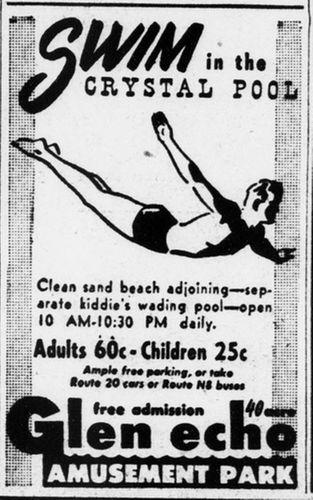 SWIM in the
CRYSTAL POOL
Clean sand beach adjoining—sep-
arate kiddie's wading pool—open
10 AM-10:30 PM daily.
Adults 60c - Children 25c
Ample free parking, or take
Route 20 cars or Route N8 buses
free admission 40 acre
Glen echo
AMUSEMENT PARK